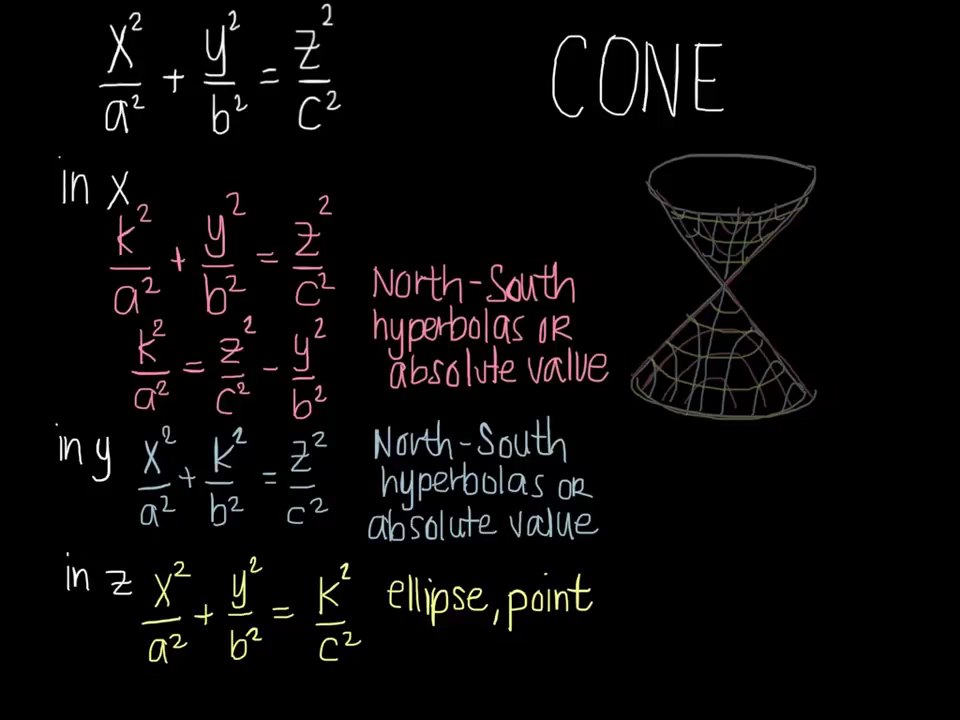 x²/a² + y²/b² = z²/c²
CONE
in x
k²/a² + y²/b² = z²/c²
k²/a² = z²/c² - y²/b²
North-South
hyperbolas OR
absolute value
in y
x²/a² + k²/b² = z²/c²
North-South
hyperbolas OR
absolute value
in z
x²/a² + y²/b² = k²/c²
ellipse, point